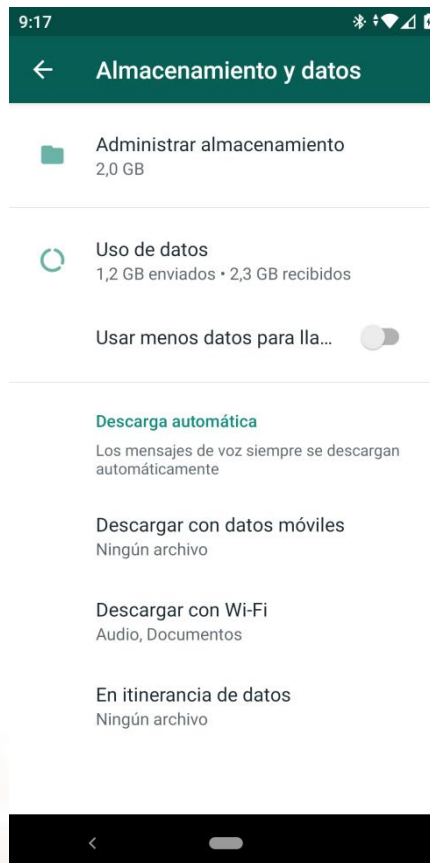 9:17
Almacenamiento y datos
Administrar almacenamiento
2,0 GB
Uso de datos
1,2 GB enviados • 2,3 GB recibidos
Usar menos datos para lla...
Descarga automática
Los mensajes de voz siempre se descargan
automáticamente
Descargar con datos móviles
Ningún archivo
Descargar con Wi-Fi
Audio, Documentos
En itinerancia de datos
Ningún archivo